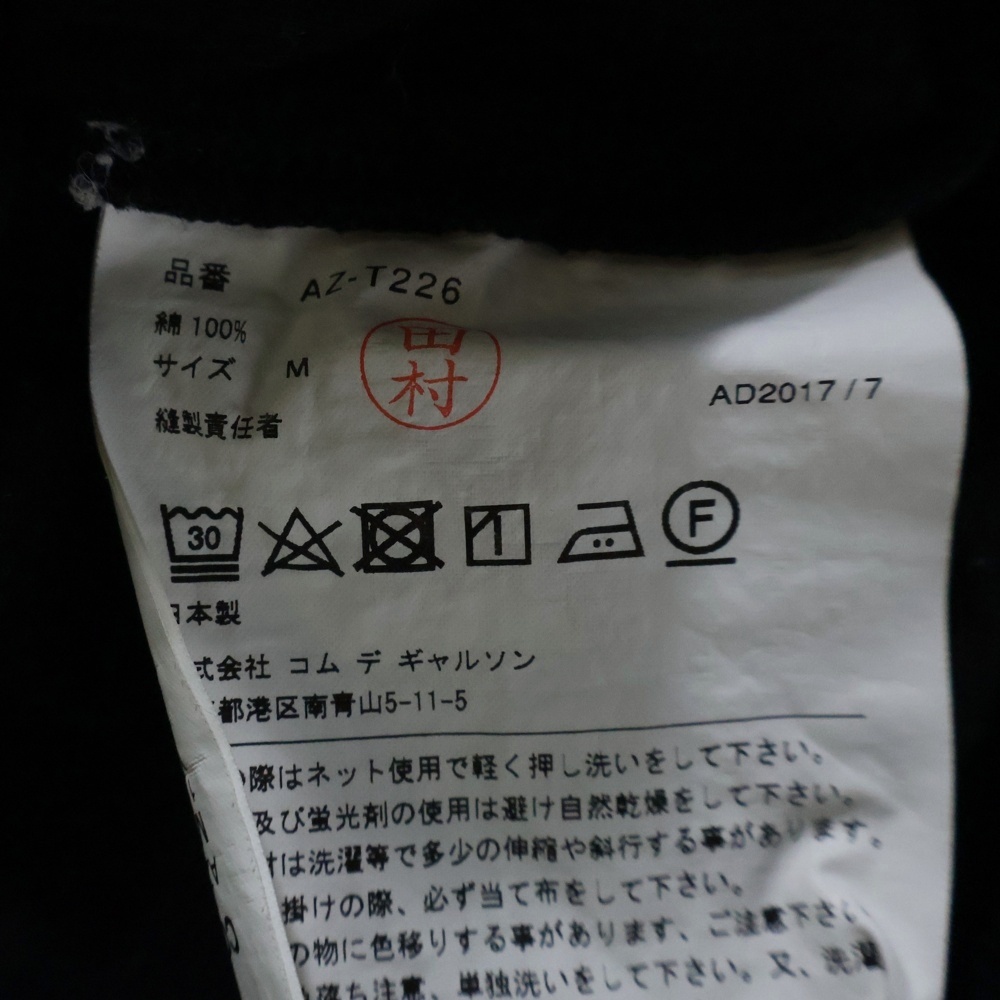 品番 AZ-T226
綿 100%
サイズ M
田村
AD2017 / 7
縫製責任者
30
F
日本製
式会社 コム デ ギャルソン
都港区南青山5-11-5
の際はネット使用で軽く押し洗いをして下さい。
及び蛍光剤の使用は避け自然乾燥をして下さい。
は洗濯等で多少の伸縮や斜行する事があります。
掛けの際、必ず当て布をして下さい。
の物に色移りする事があります、ご注意下さい
落ち注意、単独洗いをして下さい。又、洗濯